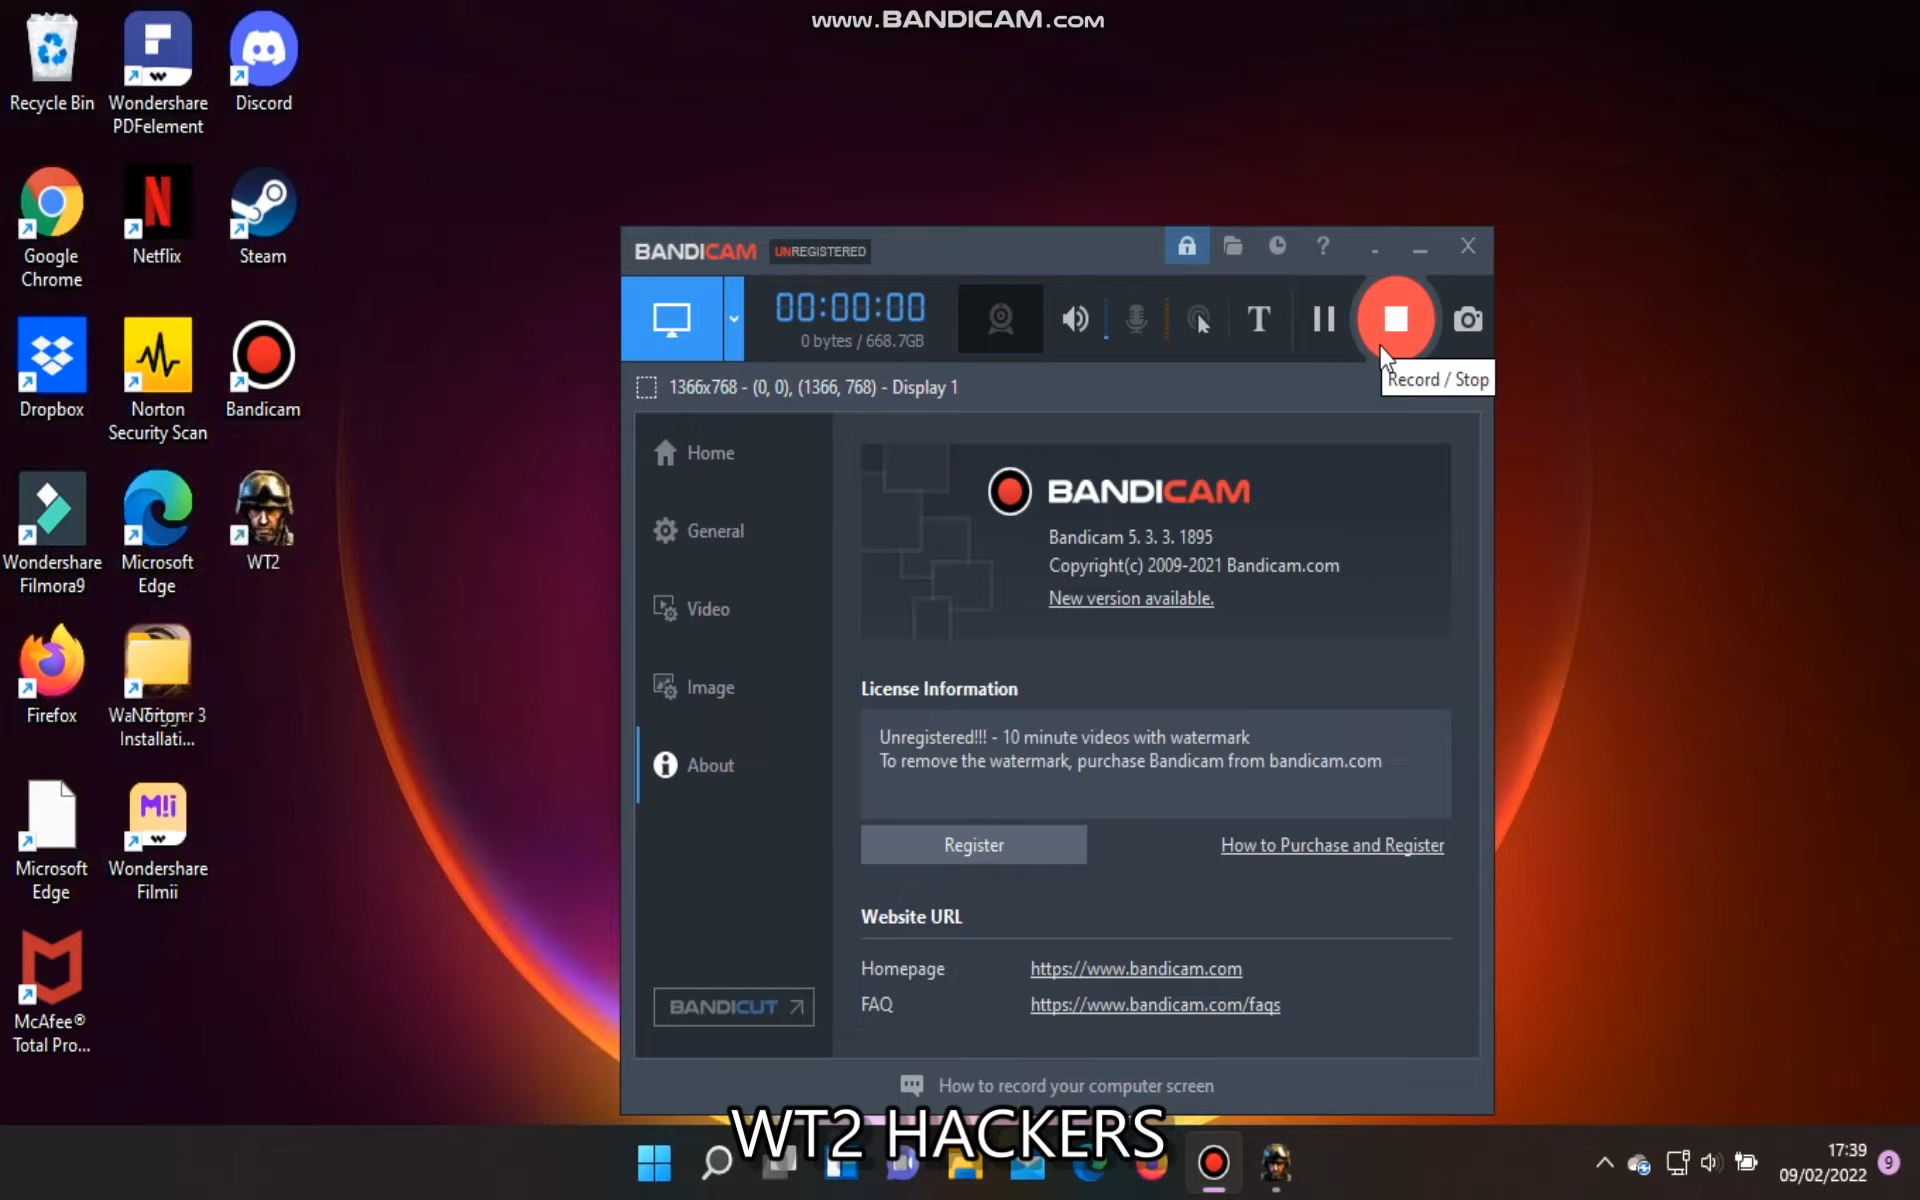 www.BANDICAM.com
Recycle Bin
Wondershare
PDFelement
Discord
Google
Chrome
Netflix
Steam
Dropbox
Norton
Security Scan
Bandicam
Wondershare
Filmora9
Microsoft
Edge
WT2
Firefox
Installati...
Microsoft
Edge
Wondershare
Filmii
McAfee®
Total Pro...
BANDICAM UNREGISTERED
00:00:00
0 bytes / 668.7GB
Record / Stop
1366x768 - (0, 0), (1366, 768) - Display 1
Home
General
Video
Image
About
BANDICUT
BANDICAM
Bandicam 5. 3. 3. 1895
Copyright(c) 2009-2021 Bandicam.com
New version available.
License Information
Unregistered!!! - 10 minute videos with watermark
To remove the watermark, purchase Bandicam from bandicam.com
Register
How to Purchase and Register
Website URL
Homepage https://www.bandicam.com
FAQ https://www.bandicam.com/faqs
How to record your computer screen
WT2 HACKERS
17:39
09/02/2022
9